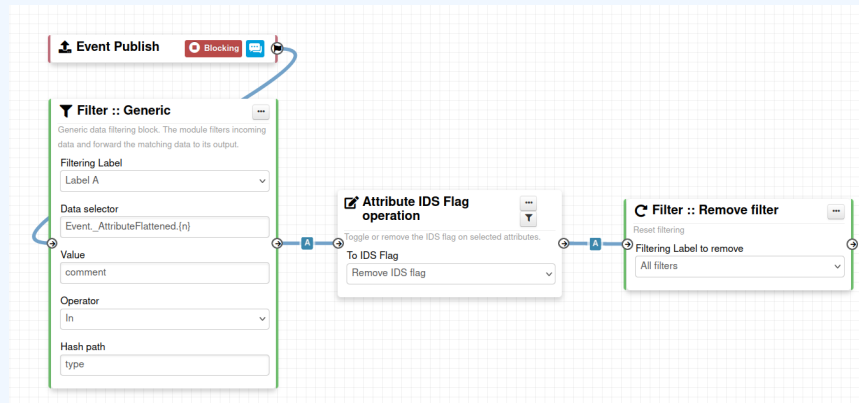 Event Publish
Blocking
Filter :: Generic
...
Generic data filtering block. The module filters incoming
data and forward the matching data to its output.
Filtering Label
Label A
Data selector
Event._AttributeFlattened.{n}
Value
comment
Operator
In
Hash path
type
A
Attribute IDS Flag
operation
...
Toggle or remove the IDS flag on selected attributes.
To IDS Flag
Remove IDS flag
A
Filter :: Remove filter
...
Reset filtering
Filtering Label to remove
All filters